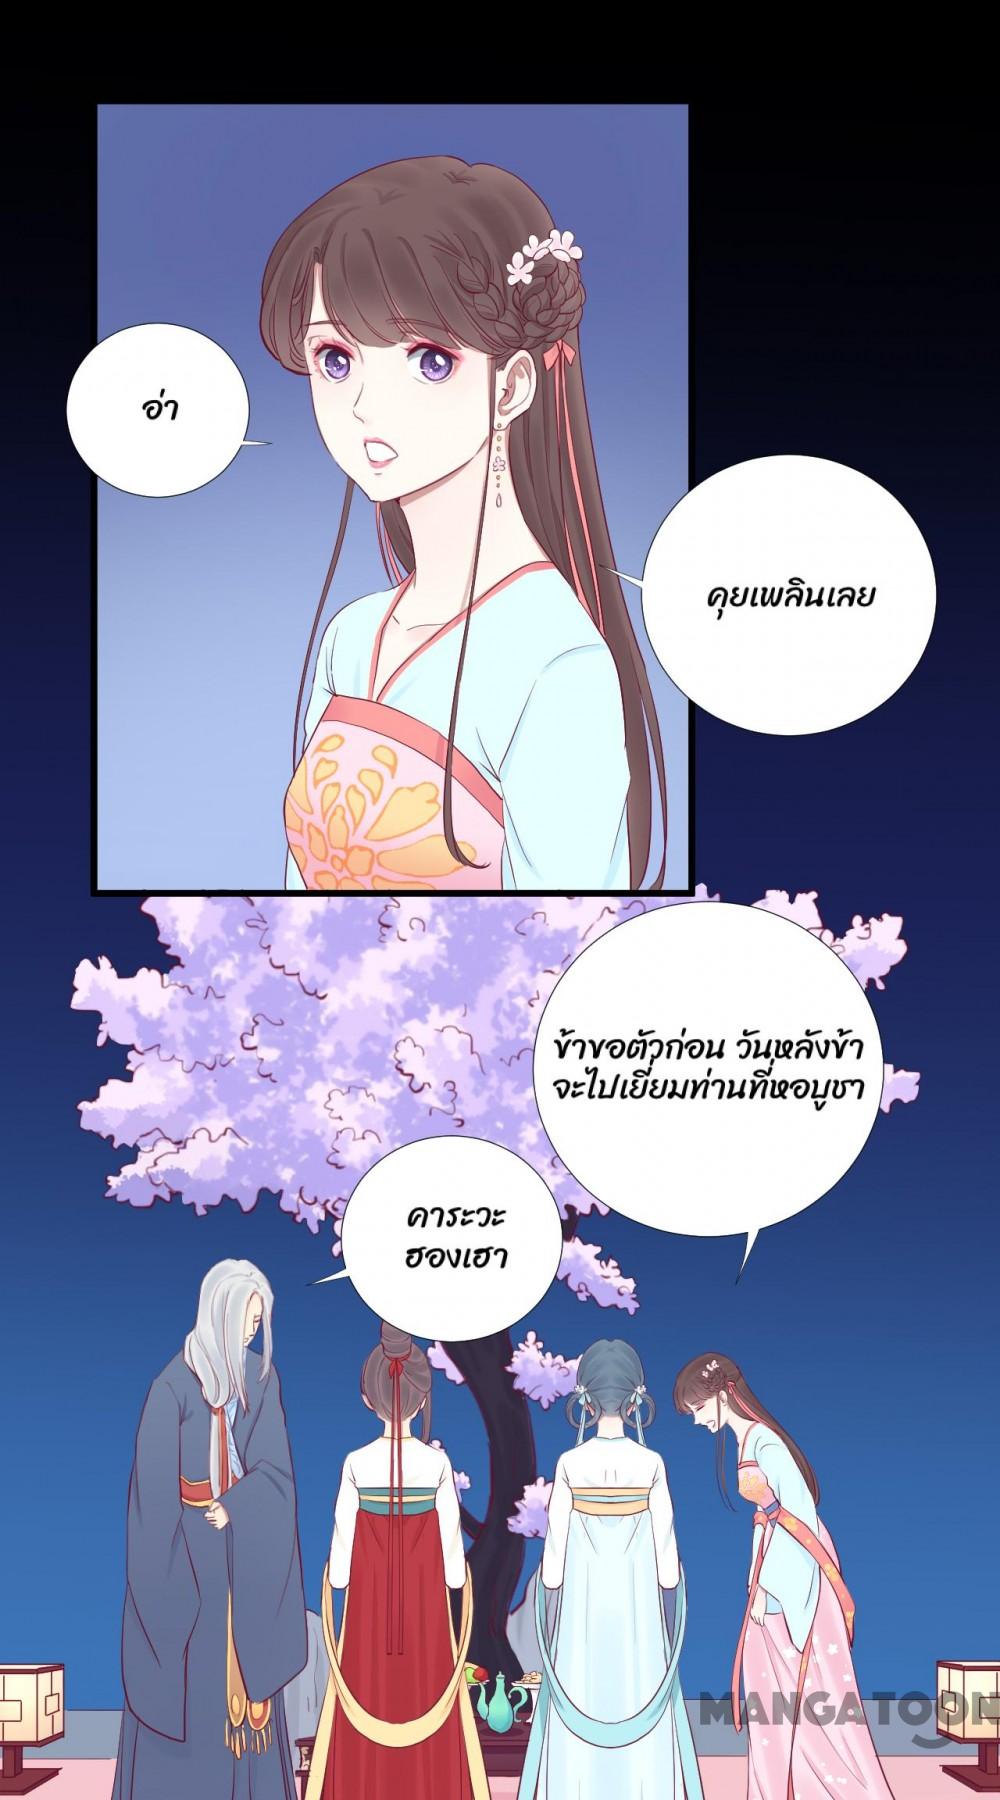 อ่า
คุยเพลินเลย
ข้าขอตัวก่อน วันหลังข้า
จะไปเยี่ยมท่านที่หอบูชา
คาระวะ
ฮองเฮา
MANGATOON